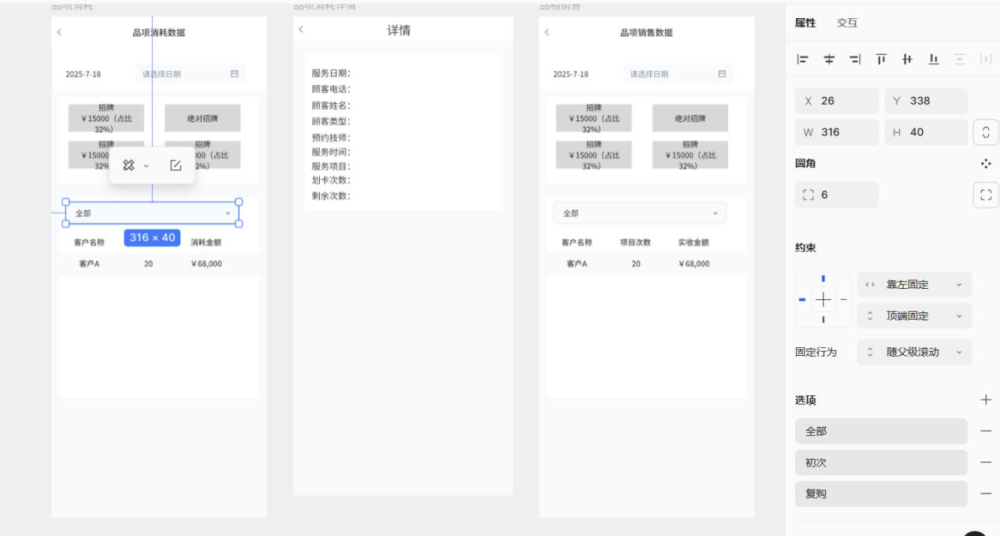 品项消耗
品项消耗数据
2025-7-18
请选择日期
招牌
￥15000（占比
32%）
绝对招牌
招牌
￥15000
32%
招牌
000（占比
2%）
全部
客户名称
316 × 40
消耗金额
客户A
20
￥68,000
品项消耗详情
详情
服务日期：
顾客电话：
顾客姓名：
顾客类型：
预约技师：
服务时间：
服务项目：
划卡次数：
剩余次数：
品相销售
品项销售数据
2025-7-18
请选择日期
招牌
￥15000（占比
32%）
绝对招牌
招牌
￥15000（占比
32%）
招牌
￥15000（占比
32%）
全部
客户名称
项目次数
实收金额
客户A
20
￥68,000
属性
交互
X 26
Y 338
W 316
H 40
圆角
6
约束
靠左固定
顶端固定
固定行为
随父级滚动
选项
全部
初次
复购